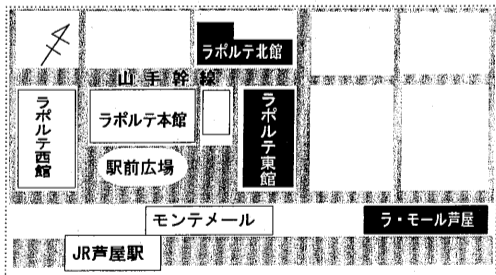 ラポルテ北館
山手幹線
ラポルテ西館
ラポルテ本館
ラポルテ東館
駅前広場
モンテメール
ラ・モール芦屋
JR芦屋駅